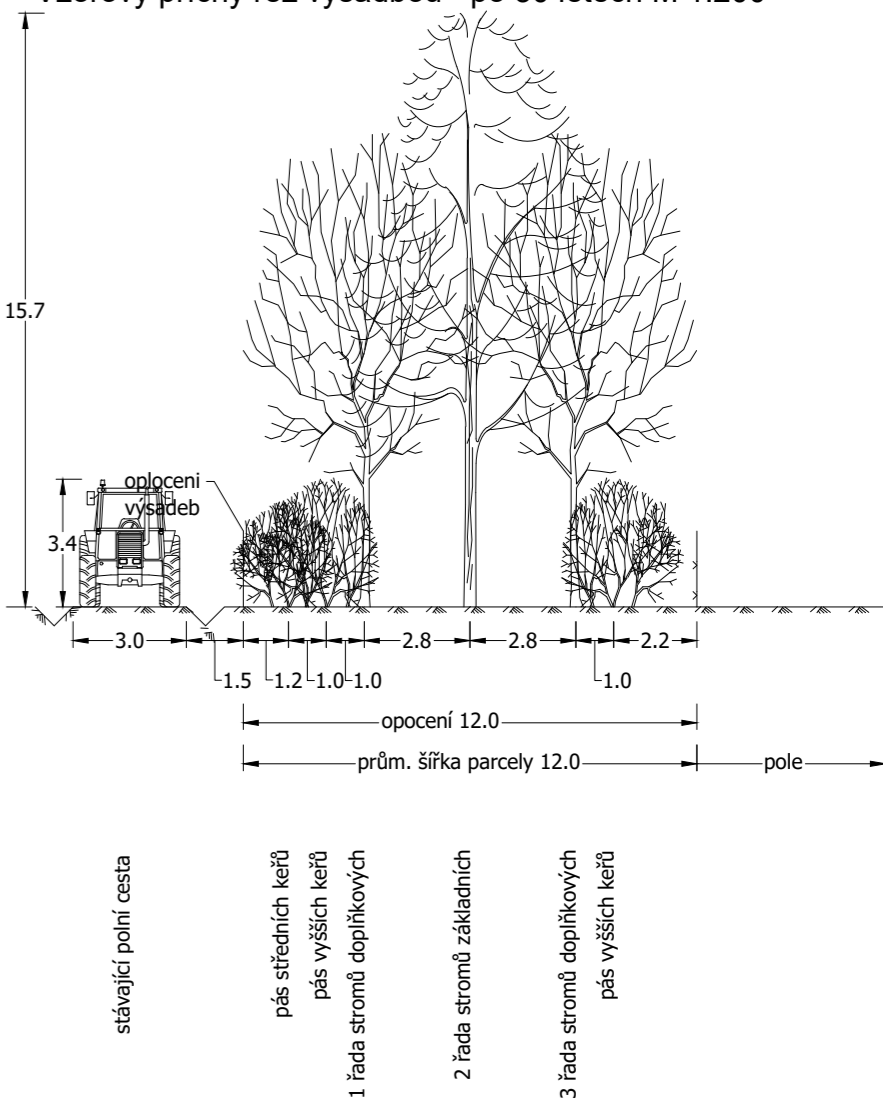 15.7
oploceni
výsadeb
3.4
3.0
2.8
2.8
2.2
1.5
1.2
1.0
1.0
1.0
opocení 12.0
prům. šířka parcely 12.0
pole
stávající polní cesta
pás středních keřů
pás vyšších keřů
1 řada stromů doplňkových
2 řada stromů základních
3 řada stromů doplňkových
pás vyšších keřů